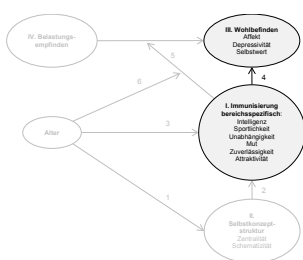 IV. Belastungs-
empfinden
III. Wohlbefinden
Affekt
Depressivität
Selbstwert
5
6
4
I. Immunisierung
bereichsspezifisch:
Intelligenz
Sportlichkeit
Unabhängigkeit
Mut
Zuverlässigkeit
Attraktivität
Alter
3
1
2
II.
Selbstkonzept-
struktur
Zentralität
Schematizität